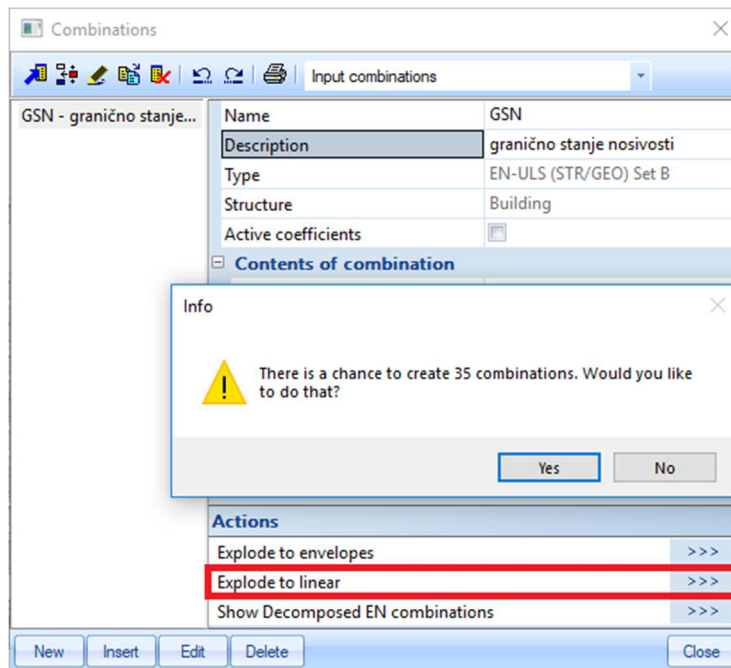 Combinations
Input combinations
GSN - granično stanje...
Name GSN
Description granično stanje nosivosti
Type EN-ULS (STR/GEO) Set B
Structure Building
Active coefficients
Contents of combination
Info
There is a chance to create 35 combinations. Would you like
to do that?
Yes No
Actions
Explode to envelopes >>>
Explode to linear >>>
Show Decomposed EN combinations >>>
New Insert Edit Delete Close